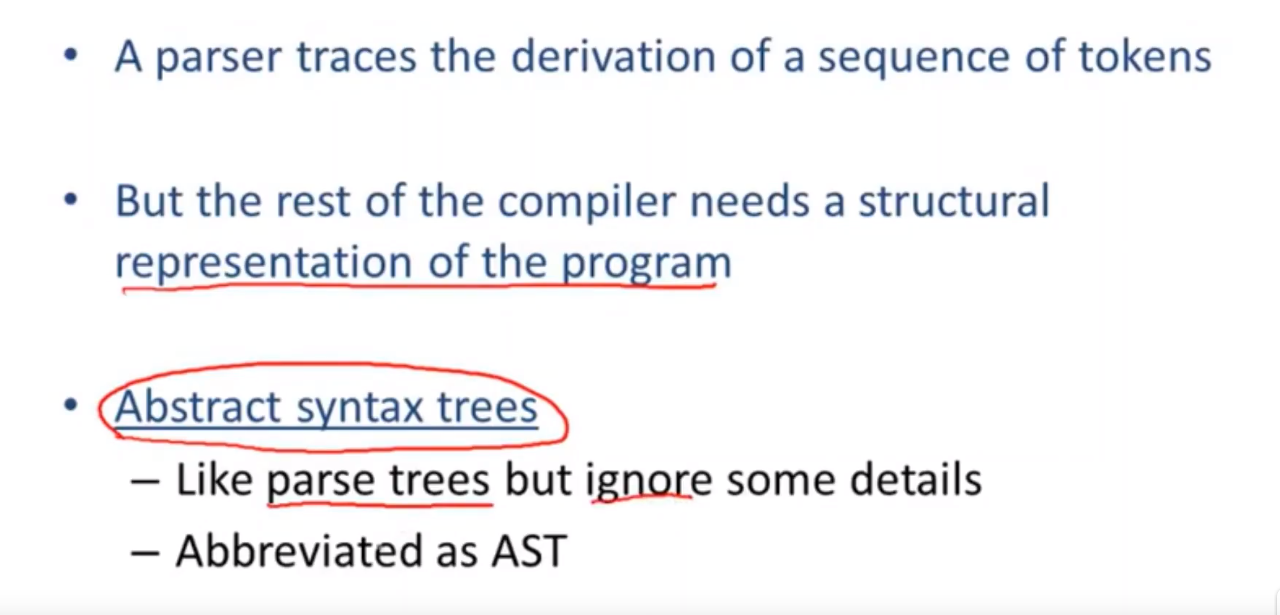 • A parser traces the derivation of a sequence of tokens
• But the rest of the compiler needs a structural
representation of the program
• Abstract syntax trees
– Like parse trees but ignore some details
– Abbreviated as AST